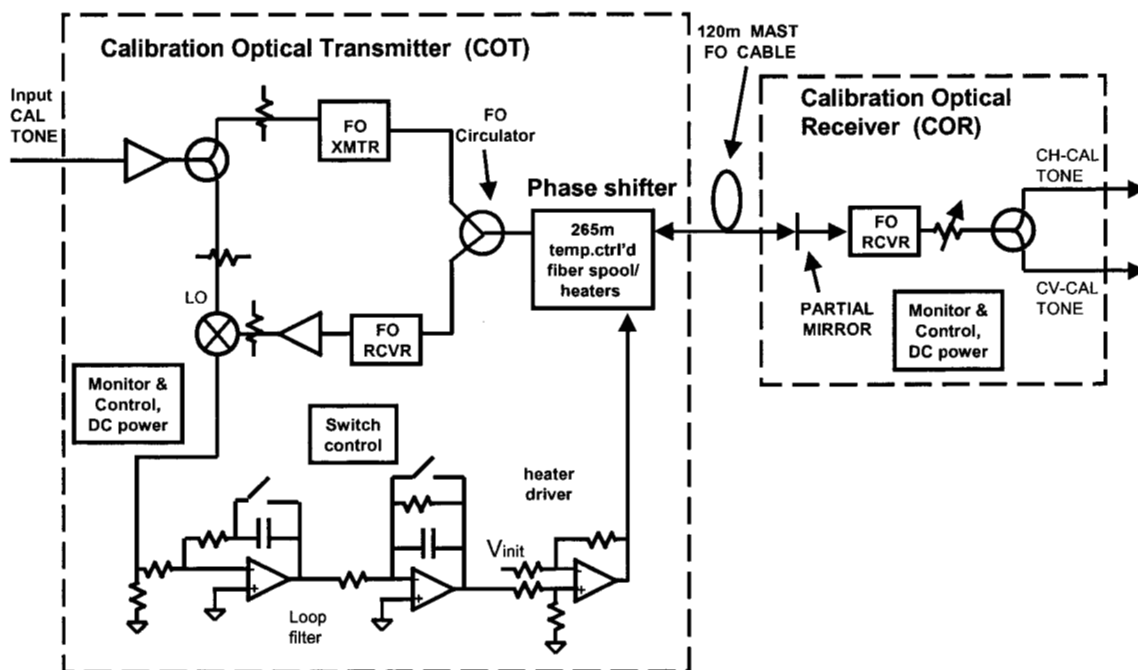 Calibration Optical Transmitter (COT)
Input
CAL
TONE
FO
XMTR
FO
Circulator
Phase shifter
265m
temp.ctrl'd
fiber spool/
heaters
LO
FO
RCVR
Monitor &
Control,
DC power
Switch
control
heater
driver
Vinit
-
+
Loop
filter
-
+
-
+
120m MAST
FO CABLE
Calibration Optical
Receiver (COR)
CH-CAL
TONE
FO
RCVR
CV-CAL
TONE
PARTIAL
MIRROR
Monitor &
Control,
DC power